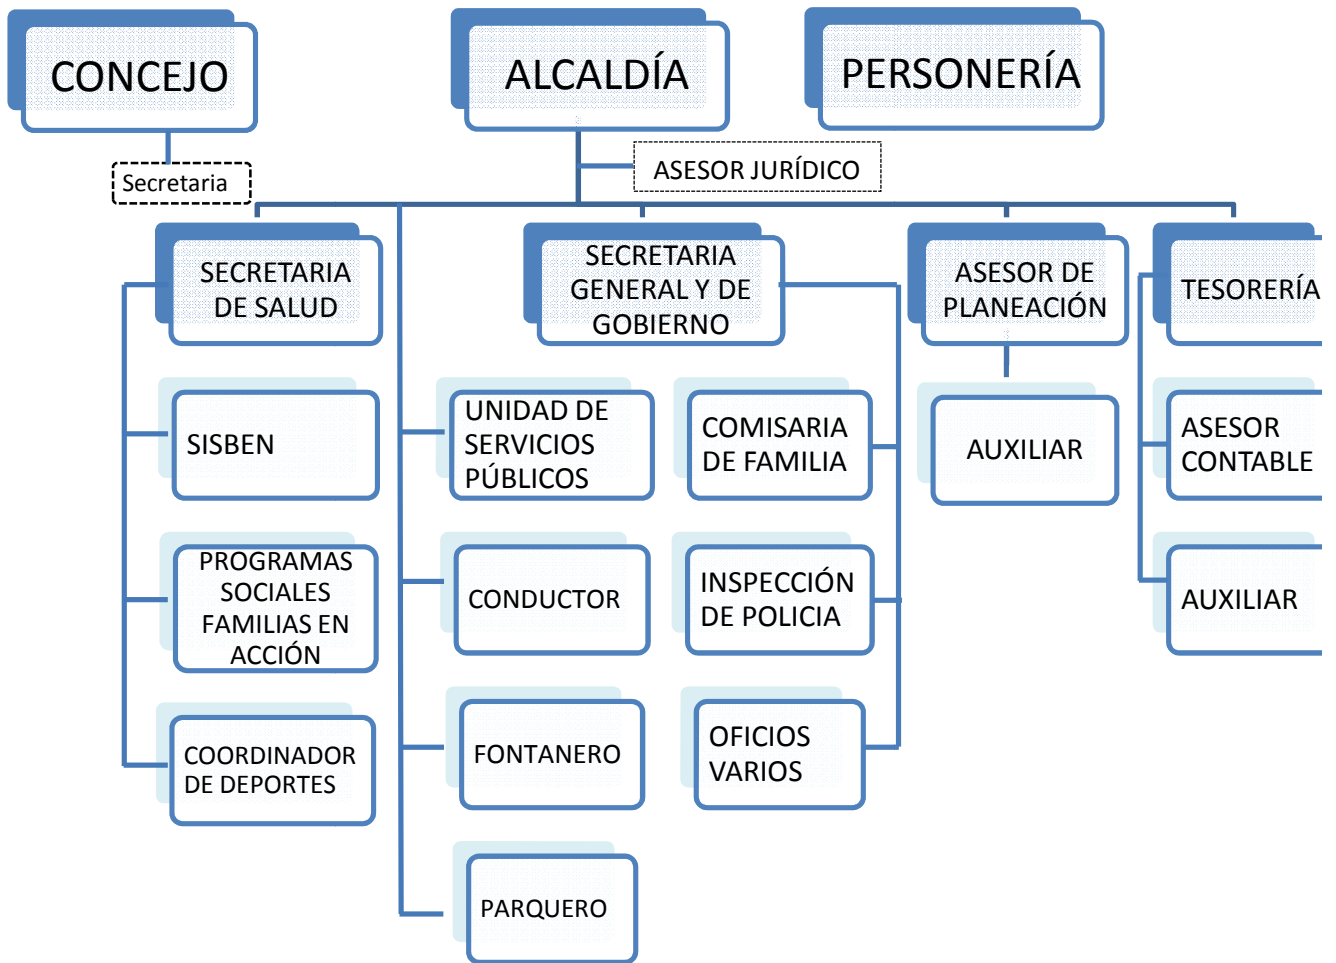 CONCEJO
ALCALDÍA
PERSONERÍA
Secretaria
ASESOR JURÍDICO
SECRETARIA
DE SALUD
SECRETARIA
GENERAL Y DE
GOBIERNO
ASESOR DE
PLANEACIÓN
TESORERÍA
SISBEN
UNIDAD DE
SERVICIOS
PÚBLICOS
COMISARIA
DE FAMILIA
AUXILIAR
ASESOR
CONTABLE
PROGRAMAS
SOCIALES
FAMILIAS EN
ACCIÓN
CONDUCTOR
INSPECCIÓN
DE POLICIA
AUXILIAR
COORDINADOR
DE DEPORTES
FONTANERO
OFICIOS
VARIOS
PARQUERO